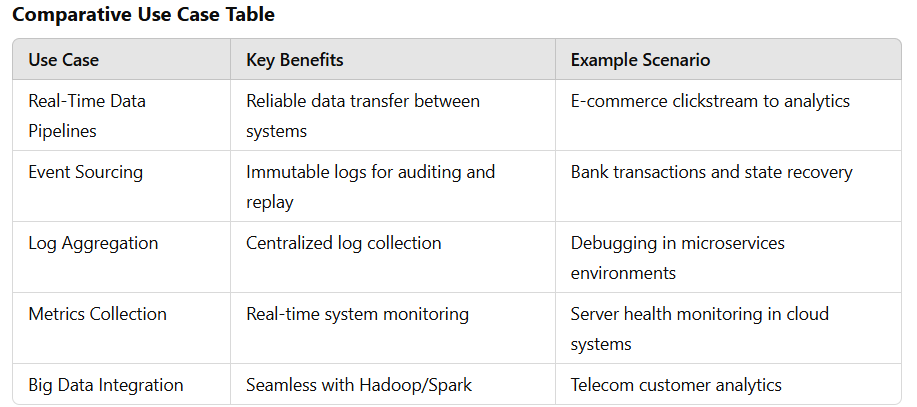 Comparative Use Case Table
Use Case Key Benefits Example Scenario
Real-Time Data
Pipelines
Reliable data transfer between
systems
E-commerce clickstream to analytics
Event Sourcing
Immutable logs for auditing and
replay
Bank transactions and state recovery
Log Aggregation
Centralized log collection
Debugging in microservices
environments
Metrics Collection
Real-time system monitoring
Server health monitoring in cloud
systems
Big Data Integration
Seamless with Hadoop/Spark
Telecom customer analytics